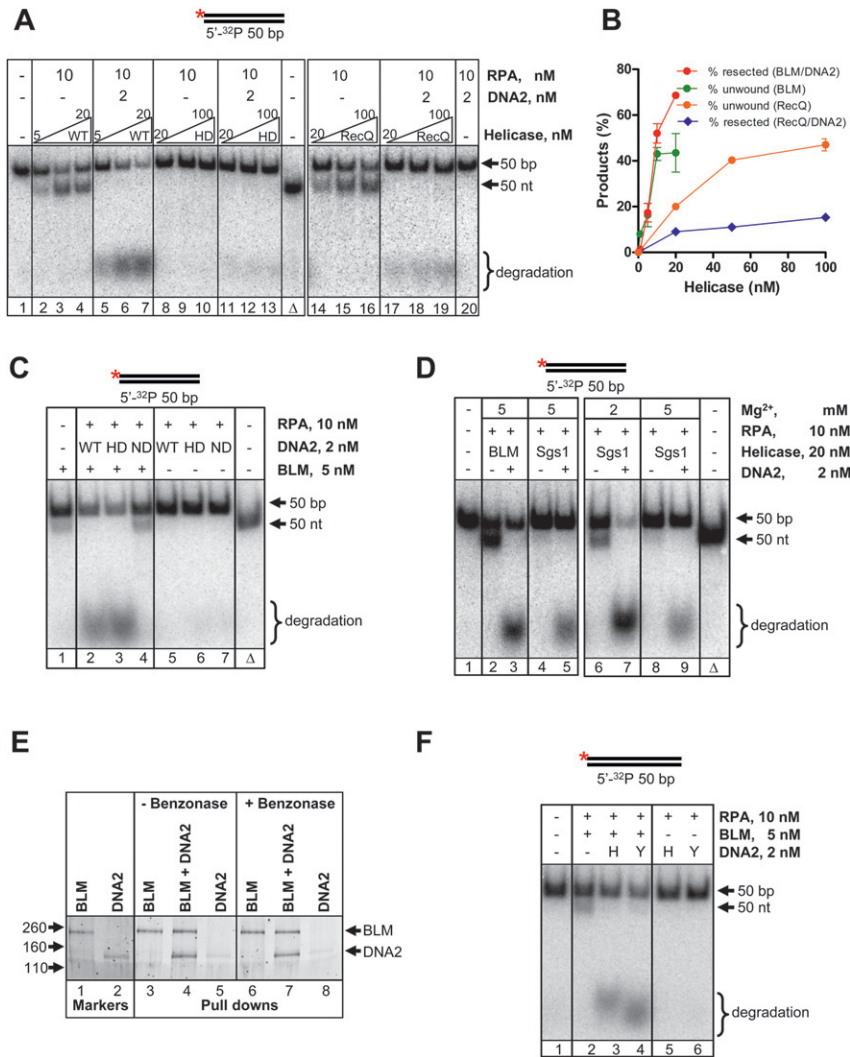 A
*
5'-³²P 50 bp
- 10 10 10 10 - 10 10 10 RPA, nM
- - 2 - 2 - - 2 2 DNA2, nM
5 20 WT 5 20 WT 20 100 HD 20 100 HD 20 100 RecQ 20 100 RecQ - Helicase, nM
50 bp
50 nt
degradation
1 2 3 4 5 6 7 8 9 10 11 12 13 Δ 14 15 16 17 18 19 20
B
% resected (BLM/DNA2)
% unwound (BLM)
% unwound (RecQ)
% resected (RecQ/DNA2)
Products (%)
80
60
40
20
0
0 20 40 60 80 100
Helicase (nM)
C
*
5'-³²P 50 bp
- + + + + + + - RPA, 10 nM
- WT HD ND WT HD ND - DNA2, 2 nM
+ + + + - - - - BLM, 5 nM
50 bp
50 nt
degradation
1 2 3 4 5 6 7 Δ
D
*
5'-³²P 50 bp
- 5 5 2 5 - Mg²⁺, mM
- + + + + + + + + - RPA, 10 nM
- BLM Sgs1 Sgs1 Sgs1 - Helicase, 20 nM
- - + - + - + - + - DNA2, 2 nM
50 bp
50 nt
degradation
1 2 3 4 5 6 7 8 9 Δ
E
- Benzonase + Benzonase
BLM DNA2 BLM BLM + DNA2 DNA2 BLM BLM + DNA2 DNA2
260
160
110
BLM
DNA2
1 2 3 4 5 6 7 8
Markers Pull downs
F
*
5'-³²P 50 bp
- + + + + + RPA, 10 nM
- + + + - - BLM, 5 nM
- - H Y H Y DNA2, 2 nM
50 bp
50 nt
degradation
1 2 3 4 5 6